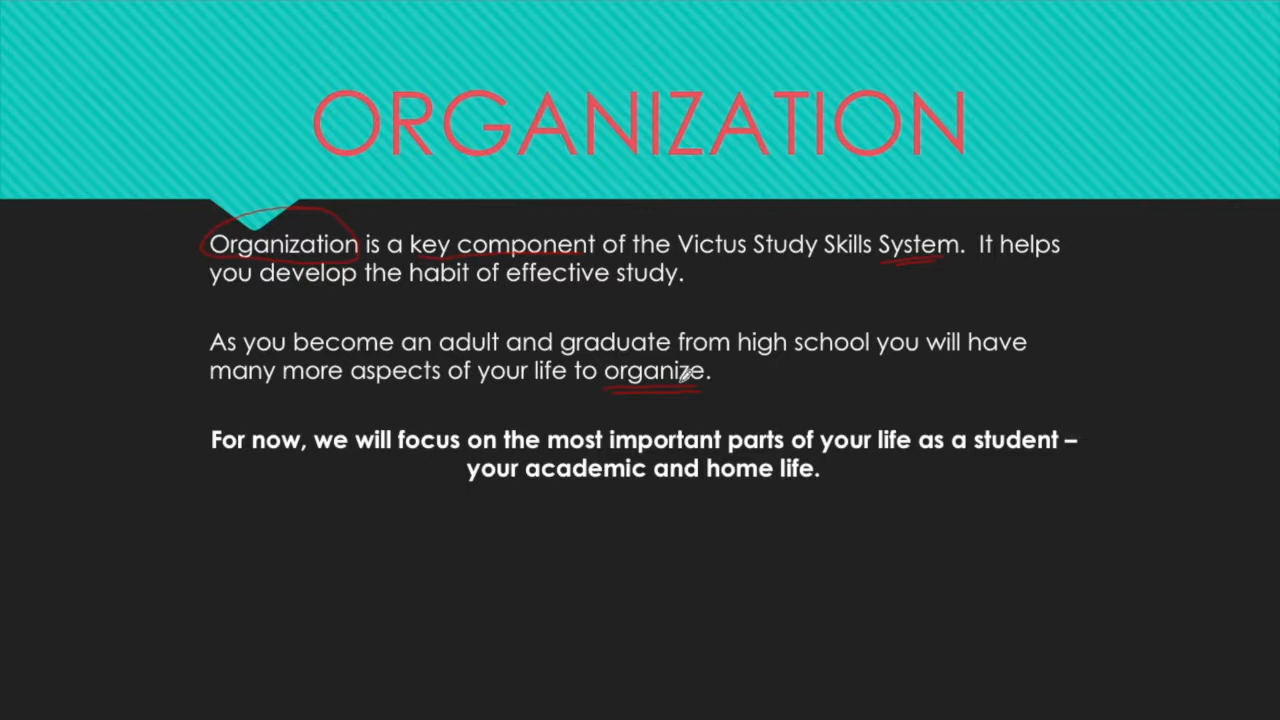 ORGANIZATION
Organization is a key component of the Victus Study Skills System.  It helps
you develop the habit of effective study.
As you become an adult and graduate from high school you will have
many more aspects of your life to organize.
For now, we will focus on the most important parts of your life as a student –
your academic and home life.